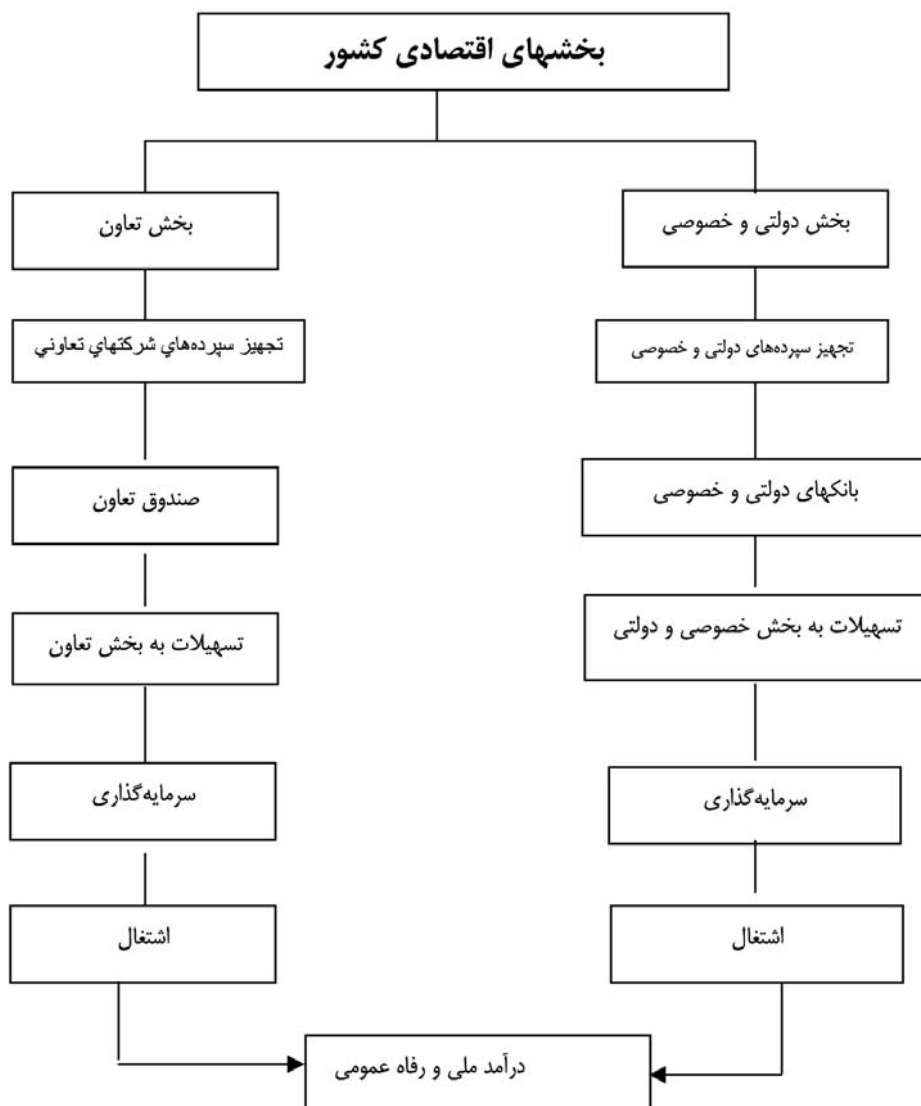 بخشهای اقتصادی کشور
بخش دولتی و خصوصی
بخش تعاون
تجهیز سپرده‌های دولتی و خصوصی
تجهيز سپرده‌هاي شرکتهاي تعاوني
بانکهای دولتی و خصوصی
صندوق تعاون
تسهیلات به بخش خصوصی و دولتی
تسهیلات به بخش تعاون
سرمایه‌گذاری
سرمایه‌گذاری
اشتغال
اشتغال
درآمد ملی و رفاه عمومی